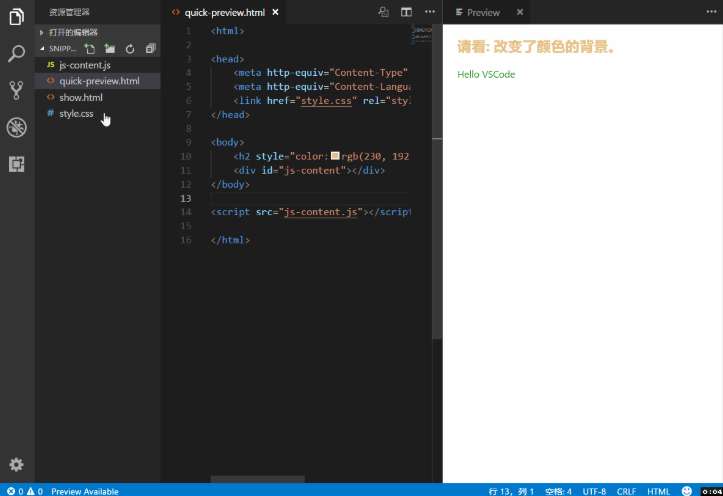 资源管理器
打开的编辑器
SNIPP...
js-content.js
quick-preview.html
show.html
style.css
quick-preview.html
1 <html>
2
3 <head>
4 <meta http-equiv="Content-Type"
5 <meta http-equiv="Content-Langua
6 <link href="style.css" rel="styl
7 </head>
8
9 <body>
10 <h2 style="color:rgb(230, 192
11 <div id="js-content"></div>
12 </body>
13
14 <script src="js-content.js"></script
15
16 </html>
Preview
请看: 改变了颜色的背景。
Hello VSCode
0 0 Preview Available 行 13，列 1 空格: 4 UTF-8 CRLF HTML 0:04